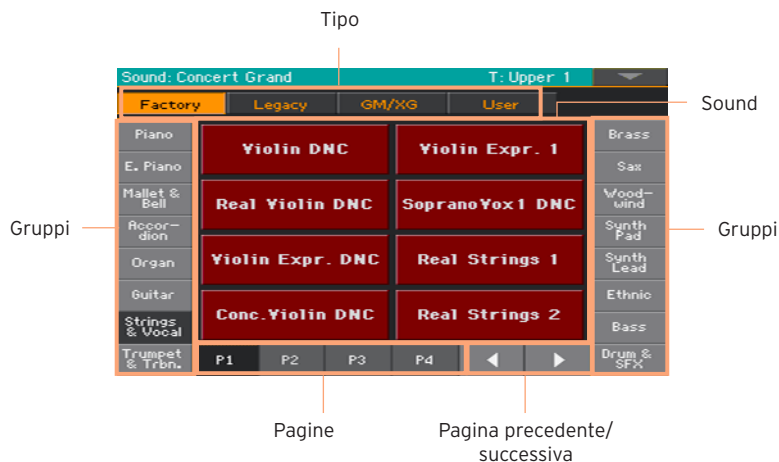 Tipo
Sound: Concert Grand T: Upper 1
Factory Legacy GM/XG User
Sound
Gruppi
Piano
E. Piano
Mallet &
Bell
Accor-
dion
Organ
Guitar
Strings
& Vocal
Trumpet
& Trbn.
Violin DNC Violin Expr. 1
Real Violin DNC SopranoVox1 DNC
Violin Expr. DNC Real Strings 1
Conc.Violin DNC Real Strings 2
P1 P2 P3 P4
Brass
Sax
Wood-
wind
Synth
Pad
Synth
Lead
Ethnic
Bass
Drum &
SFX
Gruppi
Pagine
Pagina precedente/
successiva